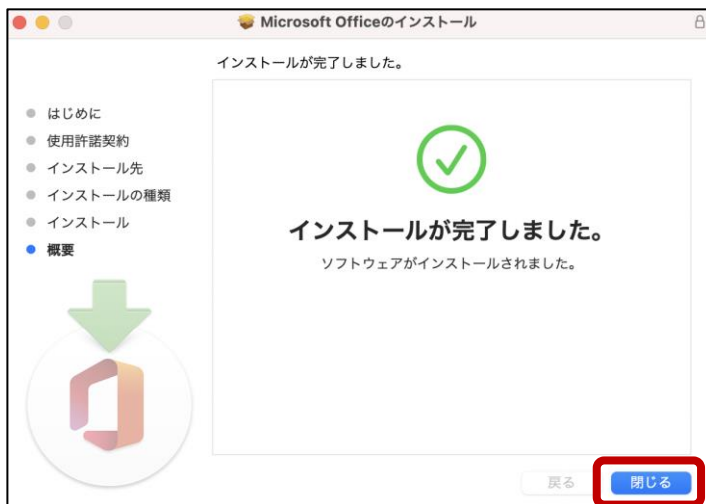 Microsoft Officeのインストール
インストールが完了しました。
はじめに
使用許諾契約
インストール先
インストールの種類
インストール
概要
インストールが完了しました。
ソフトウェアがインストールされました。
戻る 閉じる